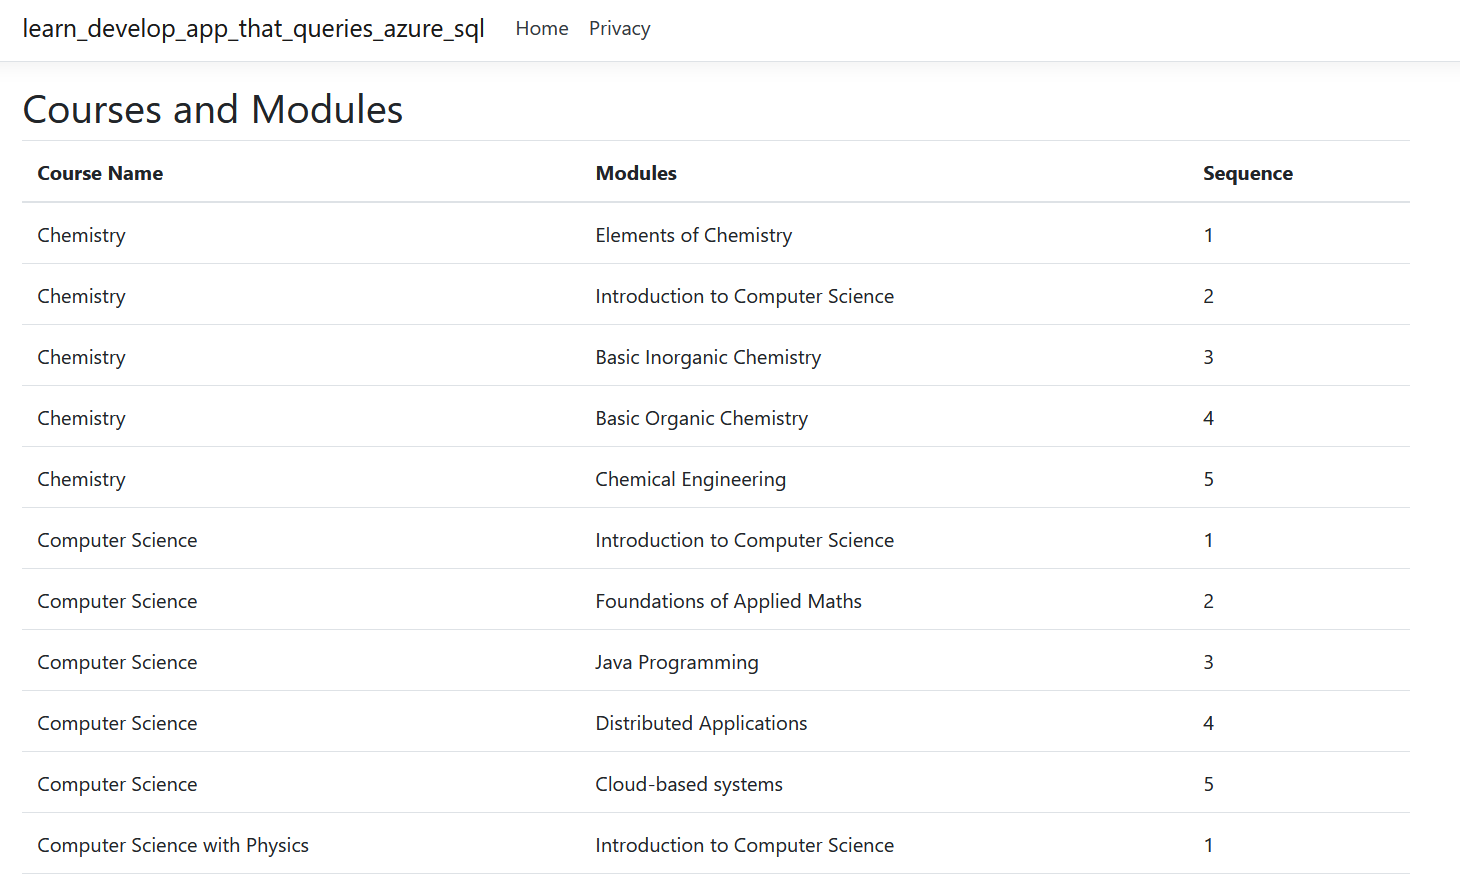 learn_develop_app_that_queries_azure_sql Home Privacy
Courses and Modules
Course Name Modules Sequence
Chemistry Elements of Chemistry 1
Chemistry Introduction to Computer Science 2
Chemistry Basic Inorganic Chemistry 3
Chemistry Basic Organic Chemistry 4
Chemistry Chemical Engineering 5
Computer Science Introduction to Computer Science 1
Computer Science Foundations of Applied Maths 2
Computer Science Java Programming 3
Computer Science Distributed Applications 4
Computer Science Cloud-based systems 5
Computer Science with Physics Introduction to Computer Science 1